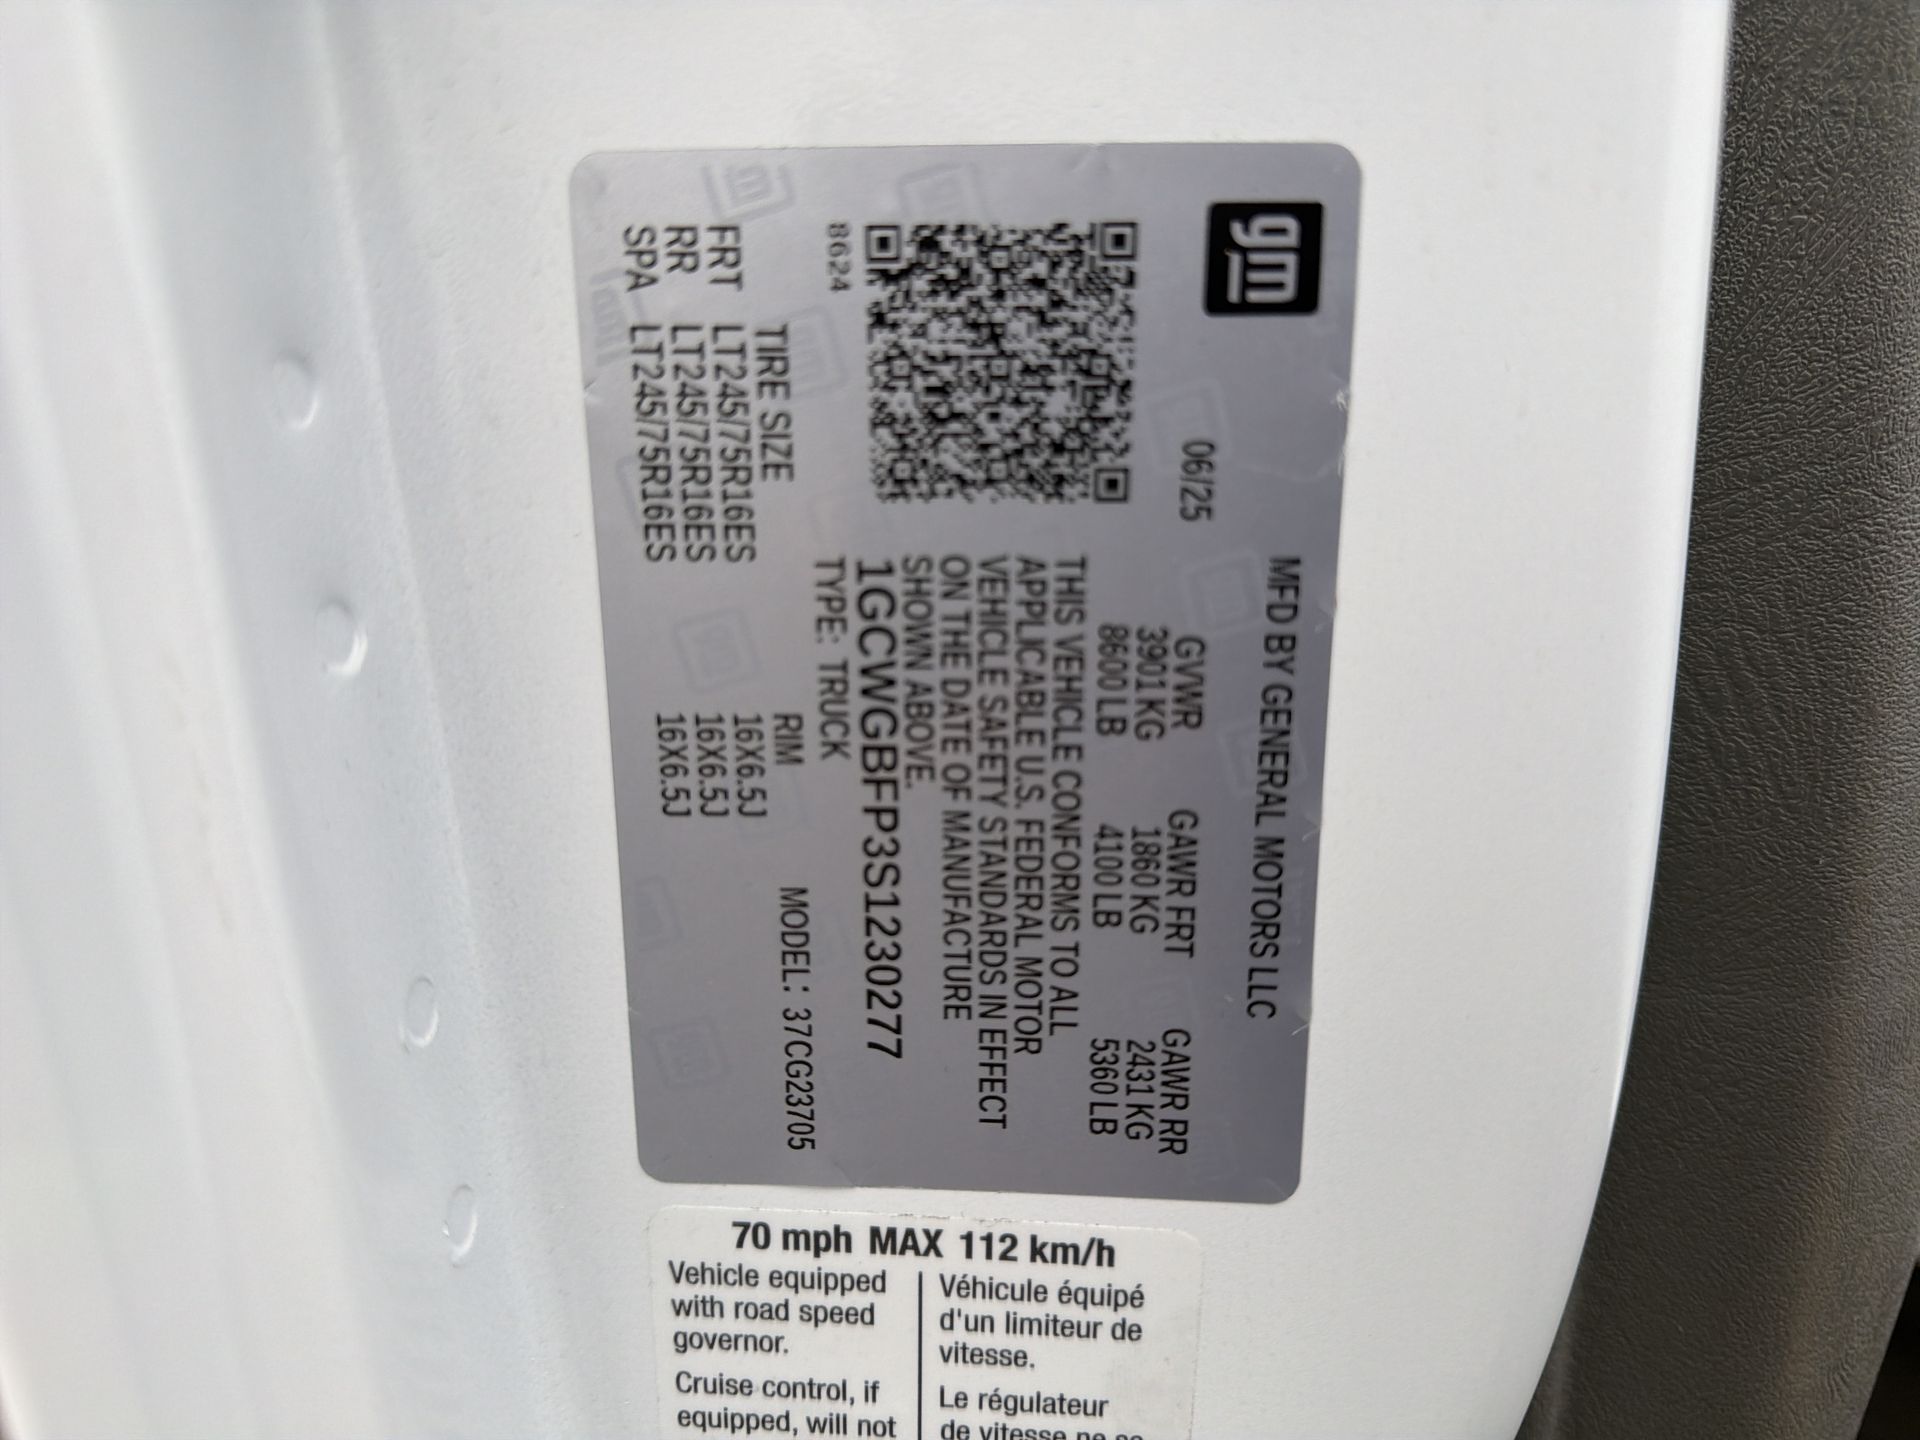 gm
MFD BY GENERAL MOTORS LLC
06/25
GVWR GAWR FRT GAWR RR
3901 KG 1860 KG 2431 KG
8600 LB 4100 LB 5360 LB
THIS VEHICLE CONFORMS TO ALL
APPLICABLE U.S. FEDERAL MOTOR
VEHICLE SAFETY STANDARDS IN EFFECT
ON THE DATE OF MANUFACTURE
SHOWN ABOVE.
1GCWGBFP3S1230277
8624
TYPE: TRUCK
MODEL: 37CG23705
TIRE SIZE RIM
FRT LT245/75R16ES 16X6.5J
RR LT245/75R16ES 16X6.5J
SPA LT245/75R16ES 16X6.5J
70 mph MAX 112 km/h
Vehicle equipped
with road speed
governor.
Cruise control, if
equipped, will not
Véhicule équipé
d'un limiteur de
vitesse.
Le régulateur
de vitesse ne se